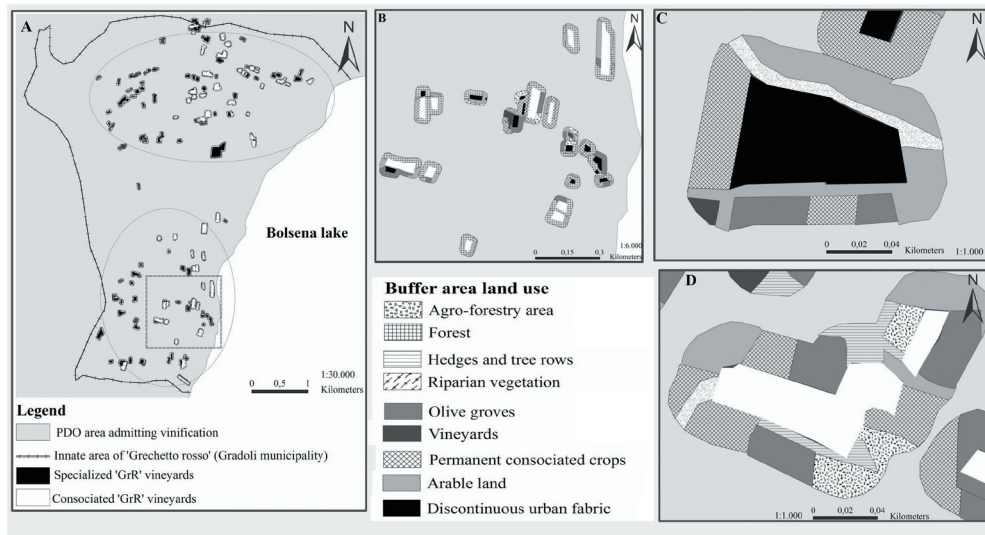 A
N
Bolsena lake
1:30.000
0 0,5 1 Kilometers
Legend
PDO area admitting vinification
Innate area of 'Grechetto rosso' (Gradoli municipality)
Specialized 'GrR' vineyards
Consociated 'GrR' vineyards
B
N
1:6.000
0 0,15 0,3
Kilometers
Buffer area land use
Agro-forestry area
Forest
Hedges and tree rows
Riparian vegetation
Olive groves
Vineyards
Permanent consociated crops
Arable land
Discontinuous urban fabric
C
N
0 0,02 0,04
Kilometers 1:1.000
D
N
1:1.000 0 0,02 0,04 Kilometers